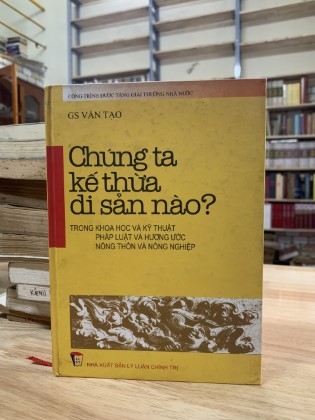 CÔNG TRÌNH ĐƯỢC TẶNG GIẢI THƯỞNG NHÀ NƯỚC
GS VĂN TẠO
Chúng ta
kế thừa
di sản nào?
TRONG KHOA HỌC VÀ KỸ THUẬT
PHÁP LUẬT VÀ HƯƠNG ƯỚC
NÔNG THÔN VÀ NÔNG NGHIỆP
NHÀ XUẤT BẢN LÝ LUẬN CHÍNH TRỊ